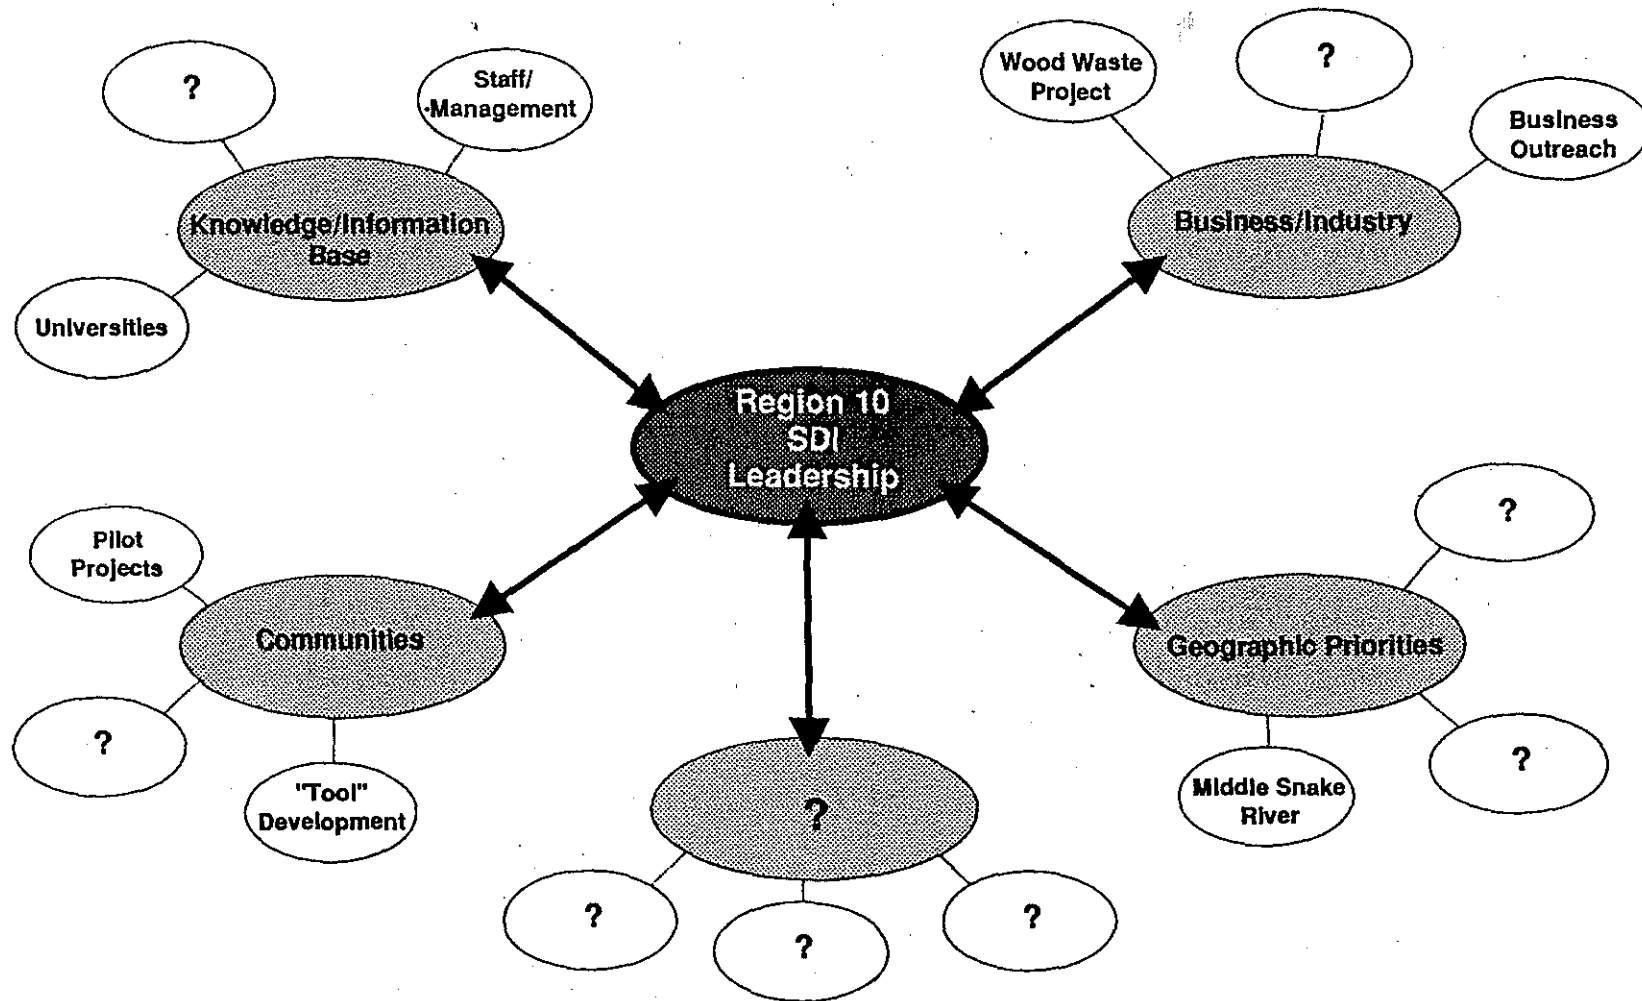 ?
Staff/
Management
Knowledge/Information
Base
Universities
Wood Waste
Project
?
Business
Outreach
Business/Industry
Region 10
SDI
Leadership
Pilot
Projects
Communities
?
"Tool"
Development
?
?
?
?
?
Geographic Priorities
?
Middle Snake
River